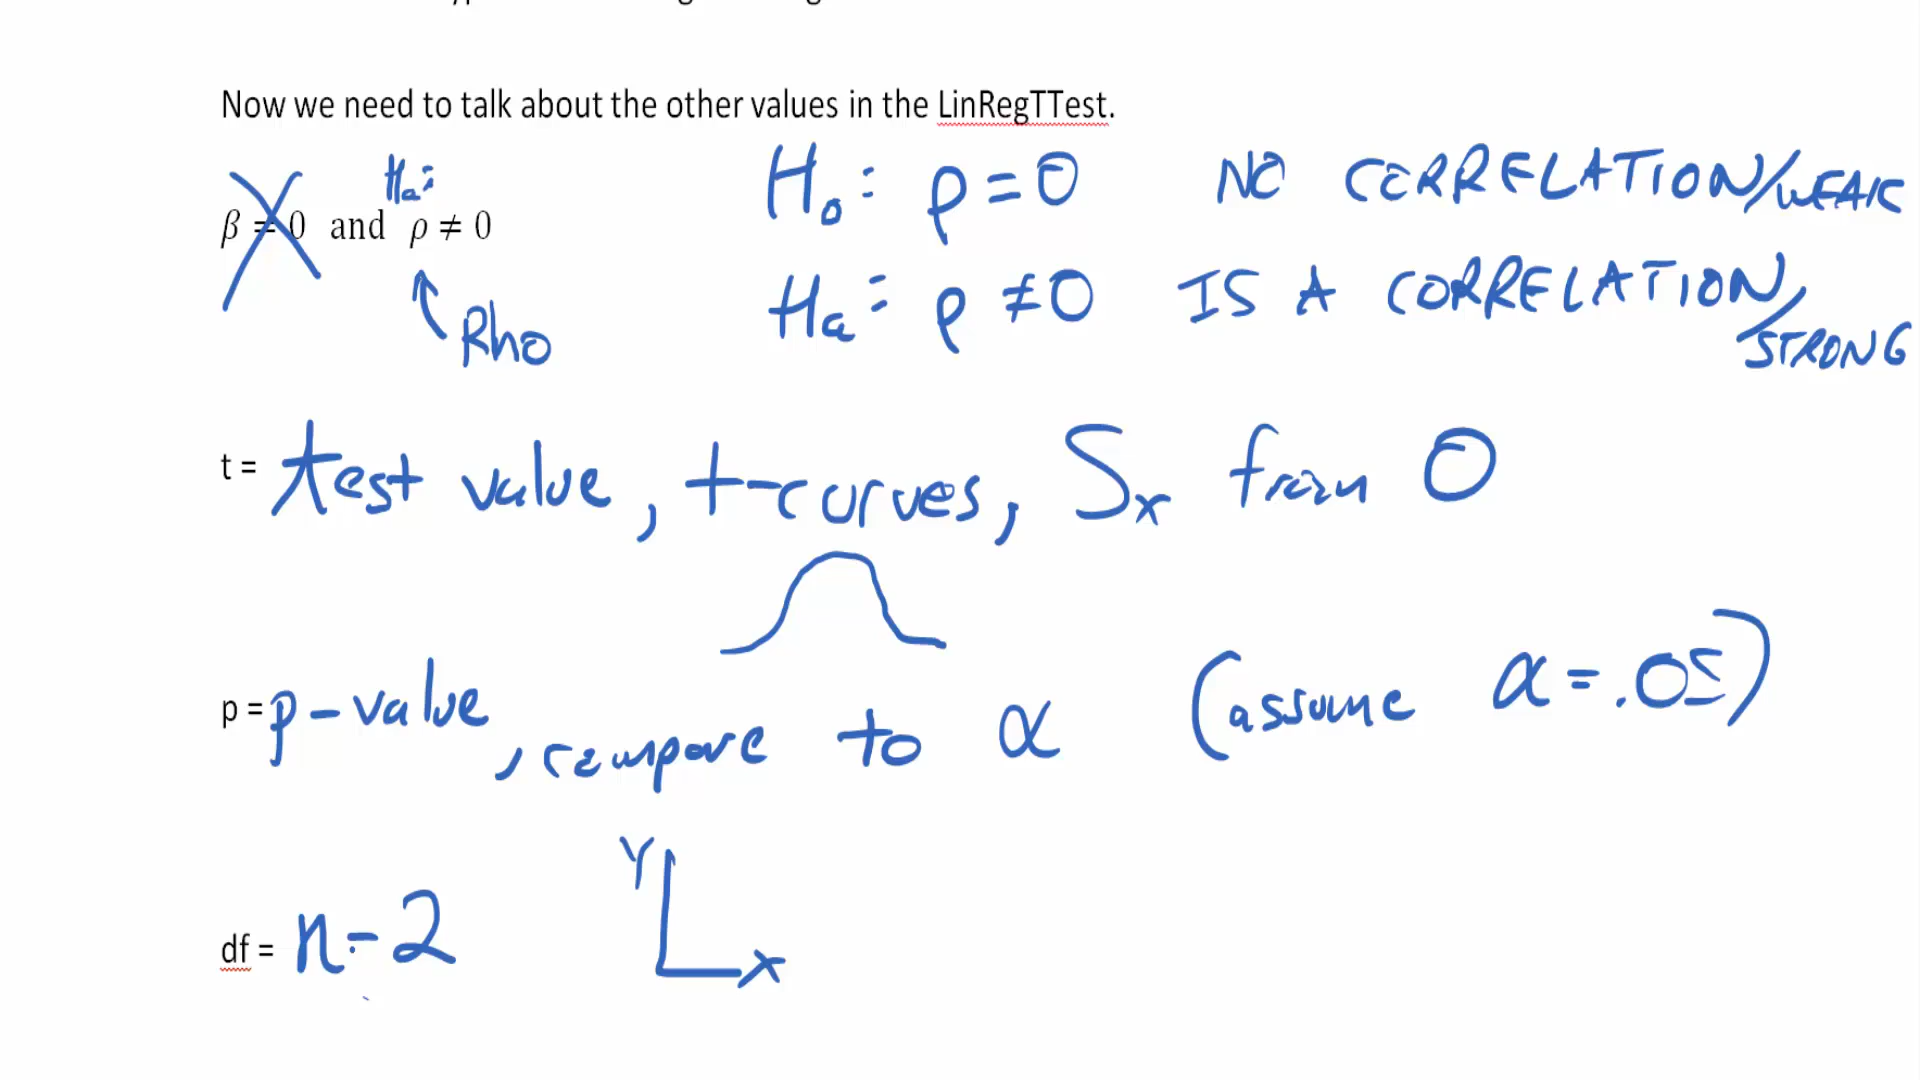 Now we need to talk about the other values in the LinRegTTest.
Ha:
β = 0 and ρ ≠ 0
Rho
H₀: ρ=0 NO CORRELATION/WEAK
Ha: ρ ≠0 IS A CORRELATION/
STRONG
t = test value, t-curves, Sx from 0
p = p-value, compare to α (assume α=.05)
Y
X
df = n-2